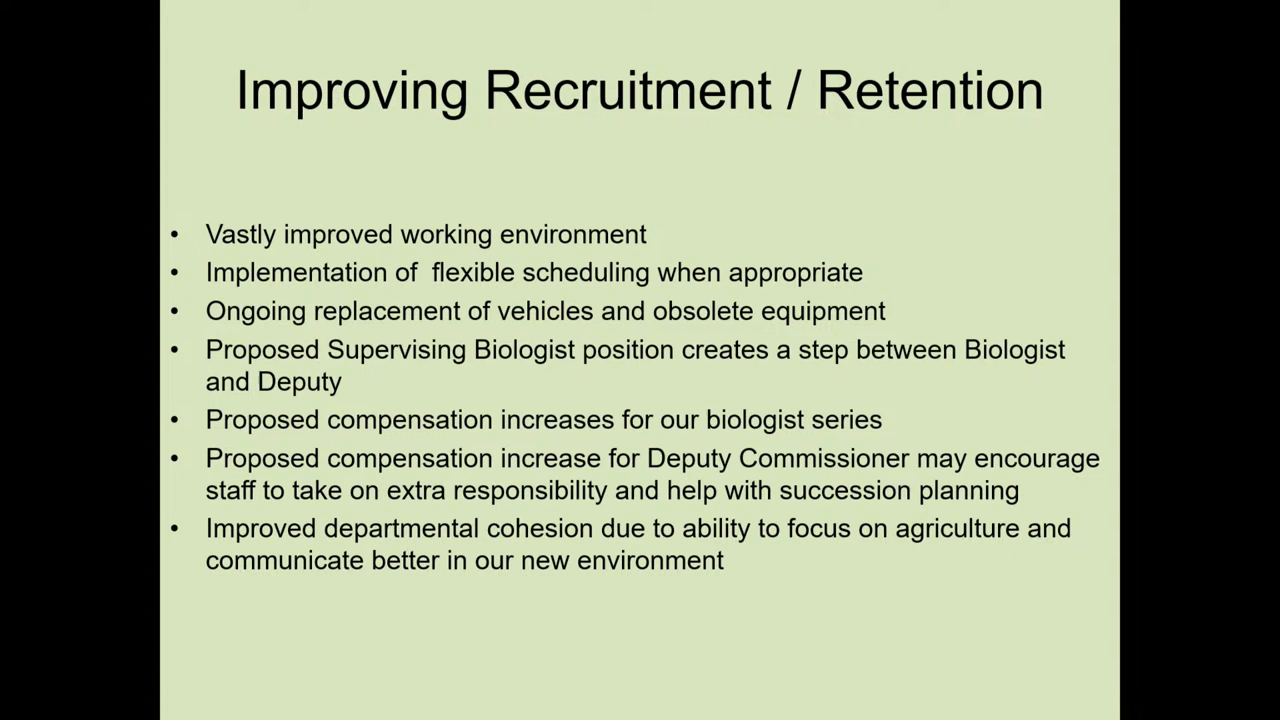 Improving Recruitment / Retention
• Vastly improved working environment
• Implementation of  flexible scheduling when appropriate
• Ongoing replacement of vehicles and obsolete equipment
• Proposed Supervising Biologist position creates a step between Biologist
and Deputy
• Proposed compensation increases for our biologist series
• Proposed compensation increase for Deputy Commissioner may encourage
staff to take on extra responsibility and help with succession planning
• Improved departmental cohesion due to ability to focus on agriculture and
communicate better in our new environment